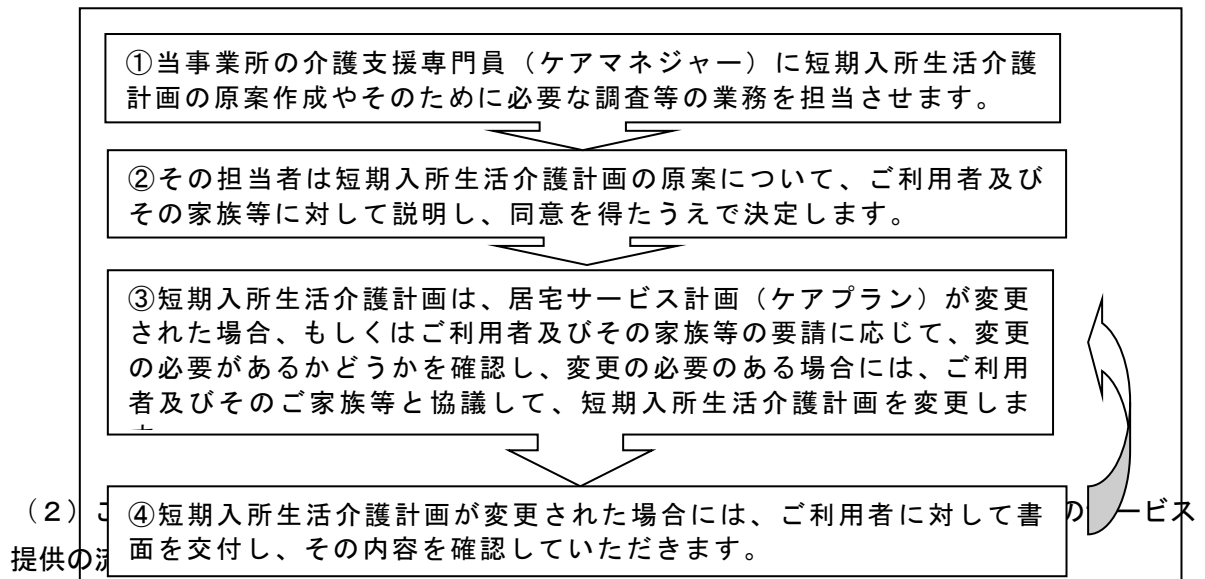 ①当事業所の介護支援専門員（ケアマネジャー）に短期入所生活介護
計画の原案作成やそのために必要な調査等の業務を担当させます。
②その担当者は短期入所生活介護計画の原案について、ご利用者及び
その家族等に対して説明し、同意を得たうえで決定します。
③短期入所生活介護計画は、居宅サービス計画（ケアプラン）が変更
された場合、もしくはご利用者及びその家族等の要請に応じて、変更
の必要があるかどうかを確認し、変更の必要のある場合には、ご利用
者及びそのご家族等と協議して、短期入所生活介護計画を変更しま
④短期入所生活介護計画が変更された場合には、ご利用者に対して書
面を交付し、その内容を確認していただきます。
（２） の ービス
提供の